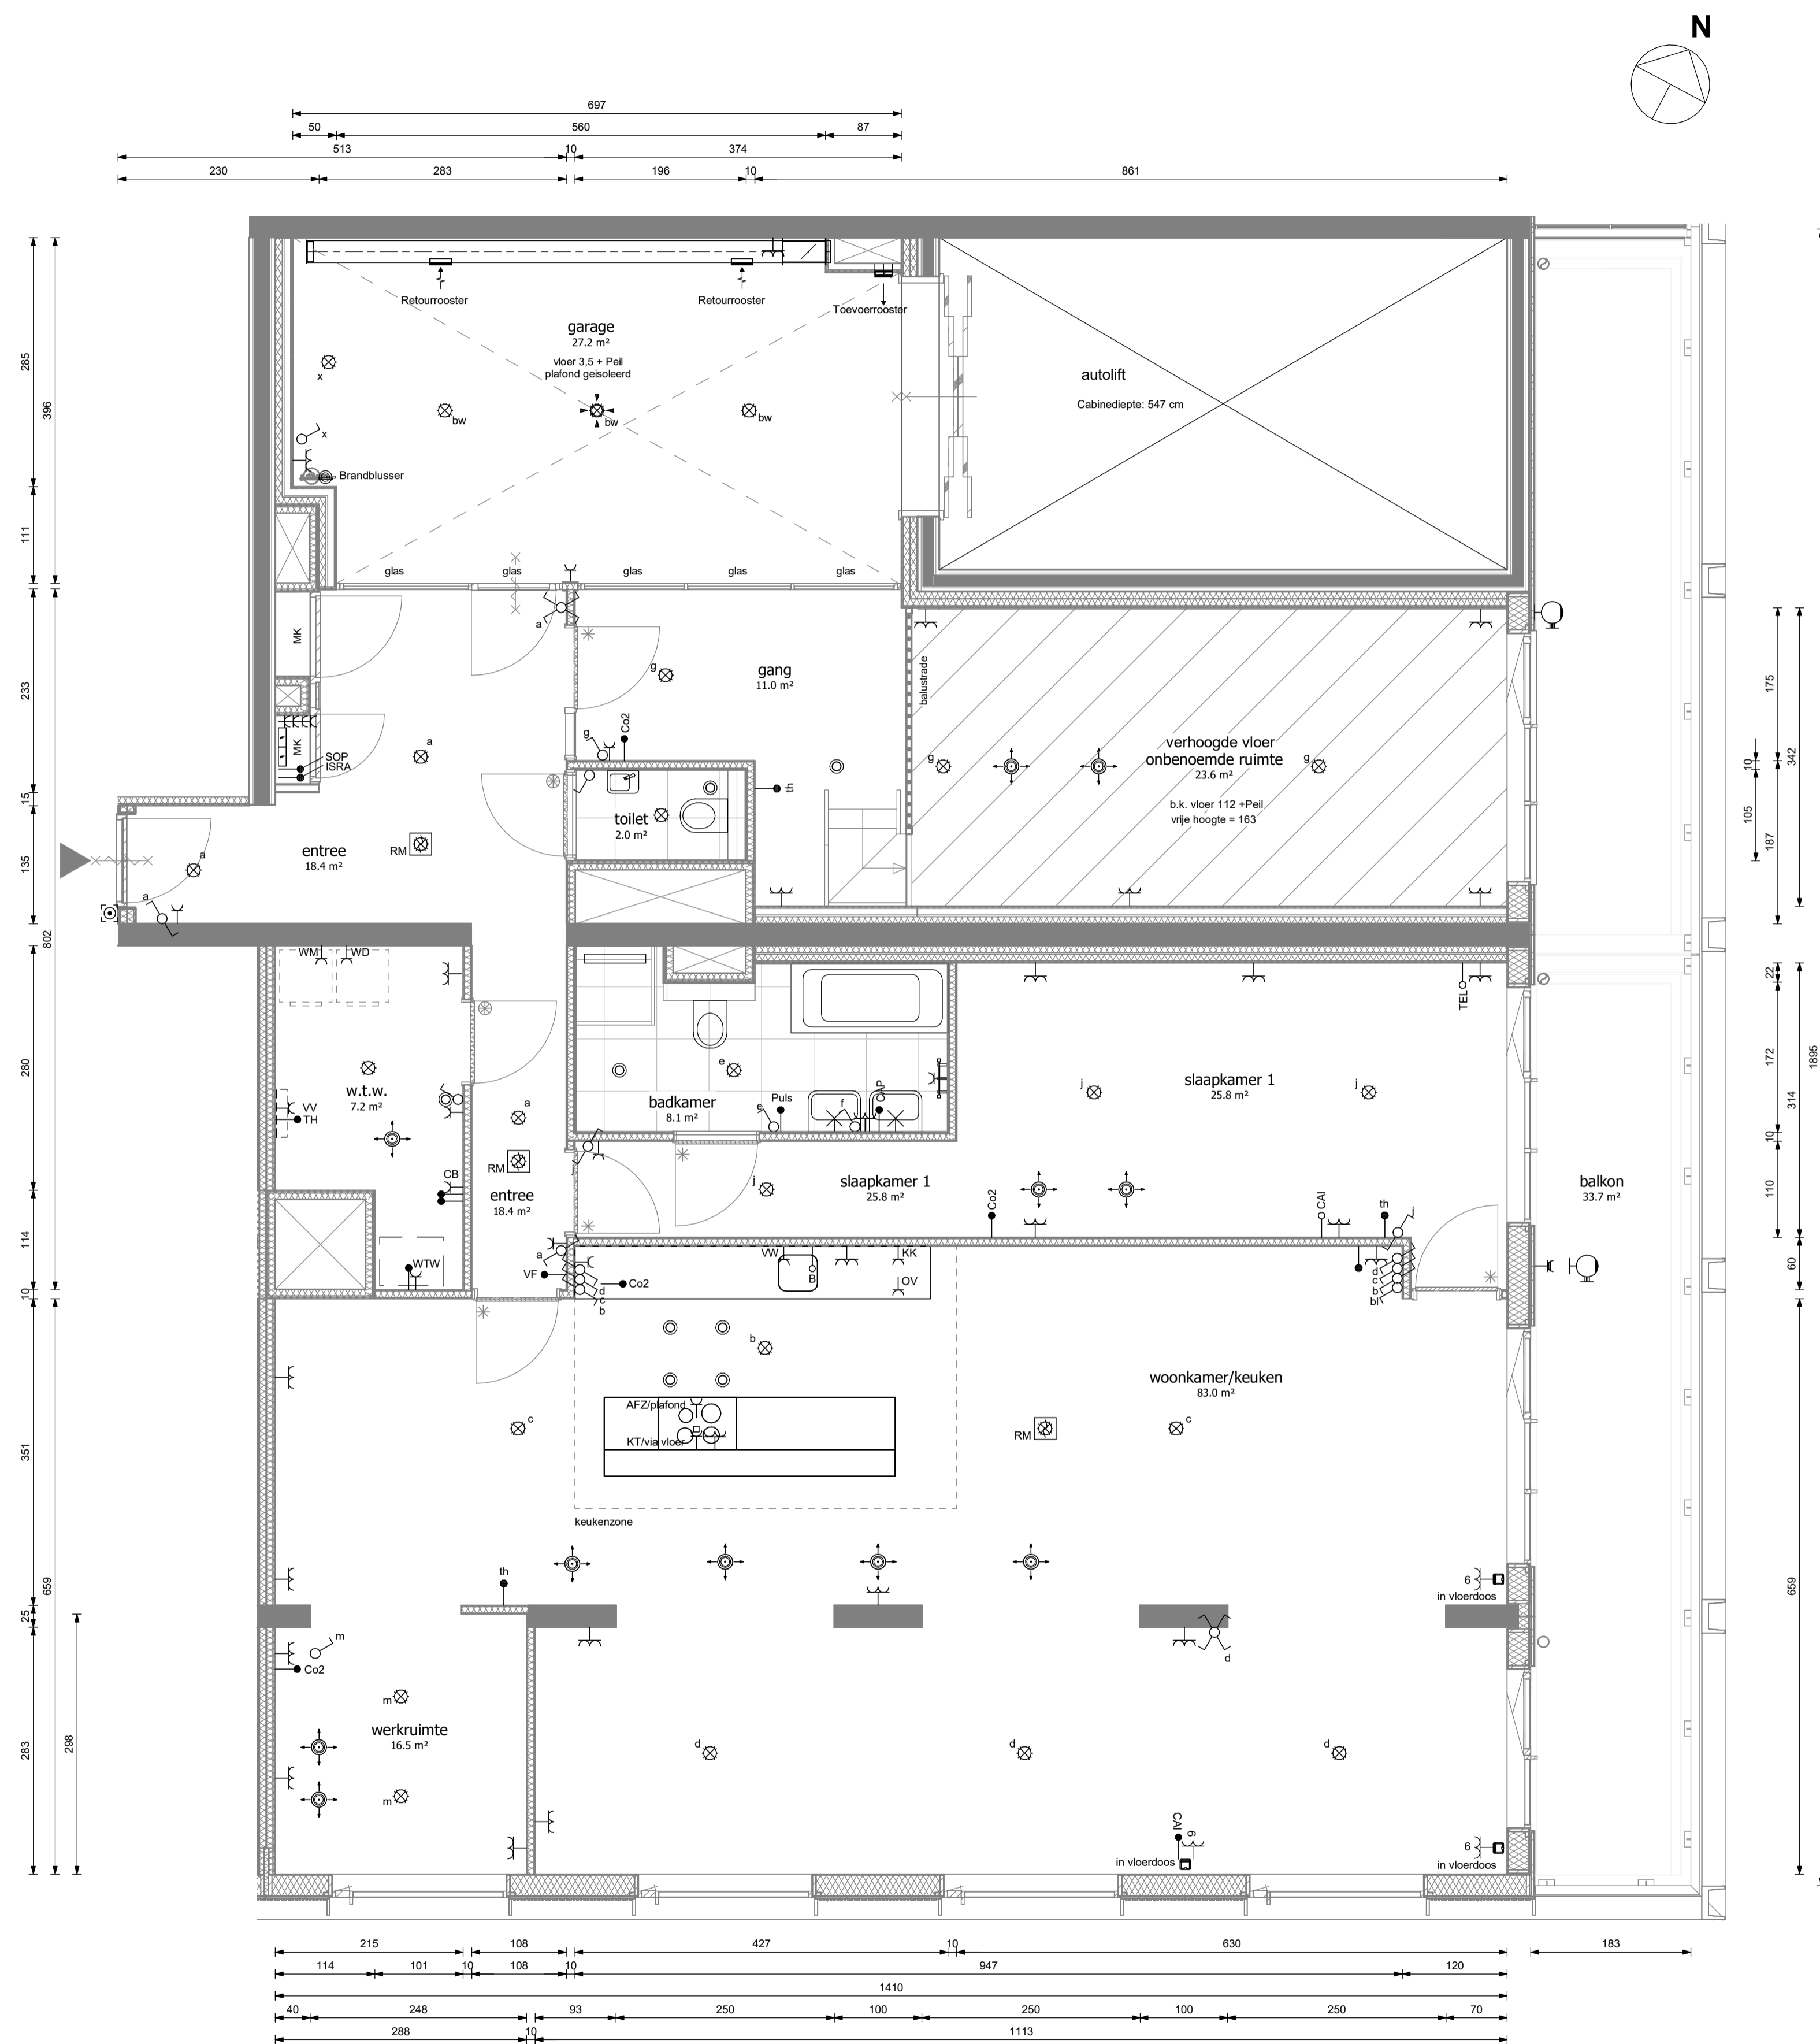 N
697
50
560
87
513
10
374
230
283
196
10
861
Retourrooster
Retourrooster
Toevoerrooster
garage
27.2 m²
vloer 3,5 + Peil
plafond geisoleerd
autolift
Cabinediepte: 547 cm
285
396
x
bw
bw
bw
x
Brandblusser
111
glas
glas
glas
glas
glas
a
MK
233
g
gang
11.0 m²
balustrade
175
342
MK
SOP
ISRA
a
g
Co2
g
verhoogde vloer
onbenoemde ruimte
23.6 m²
g
10
b.k. vloer 112 +Peil
vrije hoogte = 163
th
15
toilet
2.0 m²
105
187
135
entree
18.4 m²
RM
a
a
802
WM
WD
22
TEL
280
e
slaapkamer 1
25.8 m²
j
j
172
1895
w.t.w.
7.2 m²
VV
TH
a
badkamer
8.1 m²
e
Puls
f
CAP
314
10
RM
j
CB
entree
18.4 m²
j
slaapkamer 1
25.8 m²
Co2
CAI
th
j
balkon
33.7 m²
110
114
a
WTW
VF
d
c
b
Co2
VW
B
KK
OV
d
c
b
bl
60
10
b
woonkamer/keuken
83.0 m²
351
AFZ/plafond
KT/via vloer
c
RM
c
keukenzone
659
659
th
6
in vloerdoos
25
m
Co2
d
m
werkruimte
16.5 m²
283
298
d
d
d
m
CAI
6
in vloerdoos
6
in vloerdoos
215
108
427
10
630
183
114
101
10
108
10
947
120
1410
40
248
93
250
100
250
100
250
70
288
10
1113